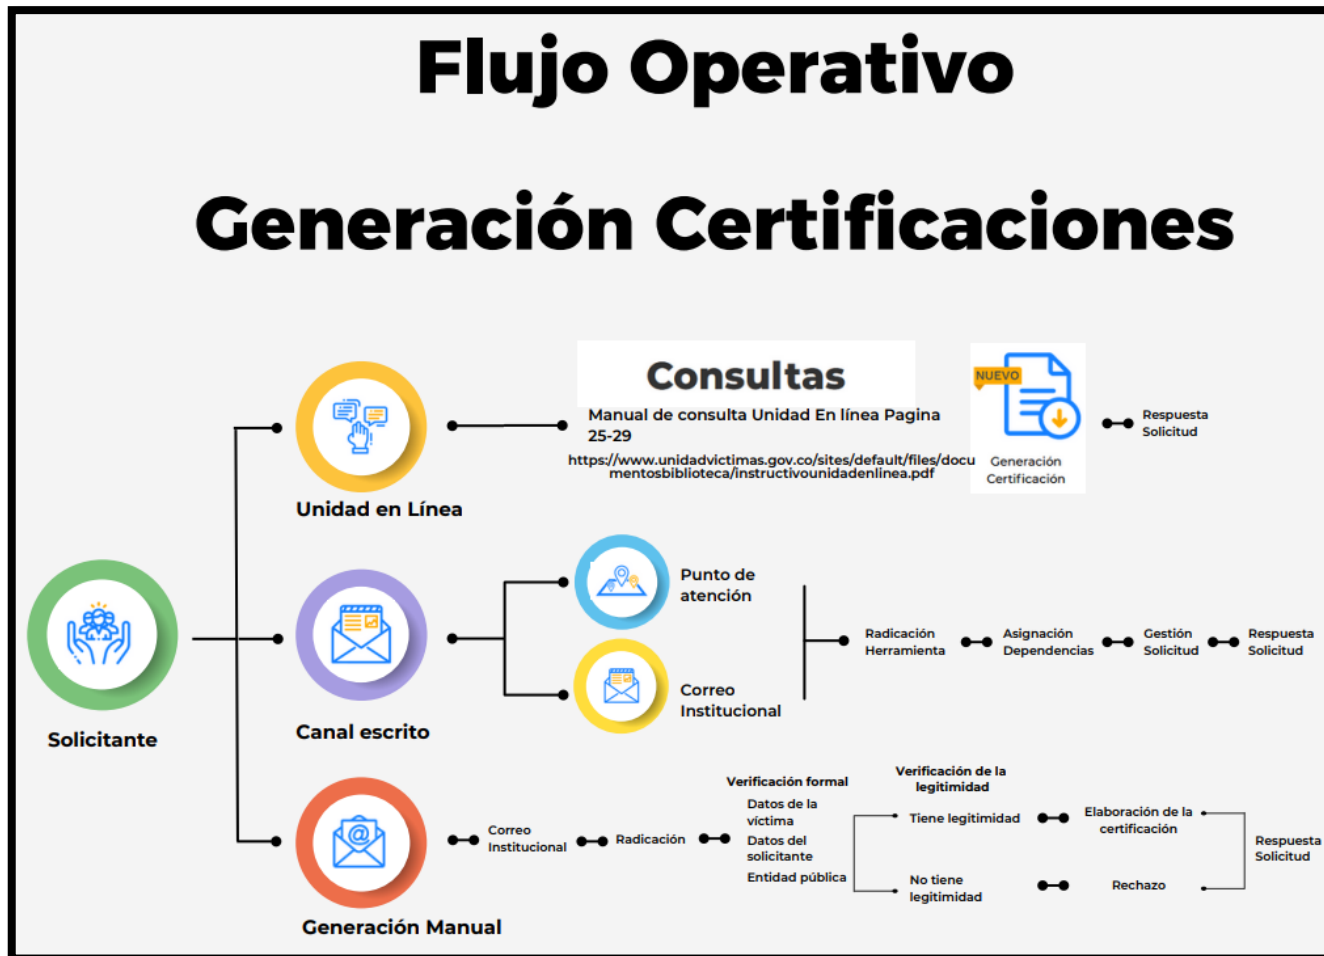 Flujo Operativo
Generación Certificaciones
Consultas
Manual de consulta Unidad En línea Pagina
25-29
https://www.unidadvictimas.gov.co/sites/default/files/docu
mentosbiblioteca/instructivounidadenlinea.pdf
NUEVO
Generación
Certificación
Respuesta
Solicitud
Unidad en Línea
Solicitante
Canal escrito
Punto de
atención
Correo
Institucional
Radicación
Herramienta
Asignación
Dependencias
Gestión
Solicitud
Respuesta
Solicitud
Generación Manual
Correo
Institucional
Radicación
Verificación formal
Datos de la
víctima
Datos del
solicitante
Entidad pública
Verificación de la
legitimidad
Tiene legitimidad
No tiene
legitimidad
Elaboración de la
certificación
Rechazo
Respuesta
Solicitud